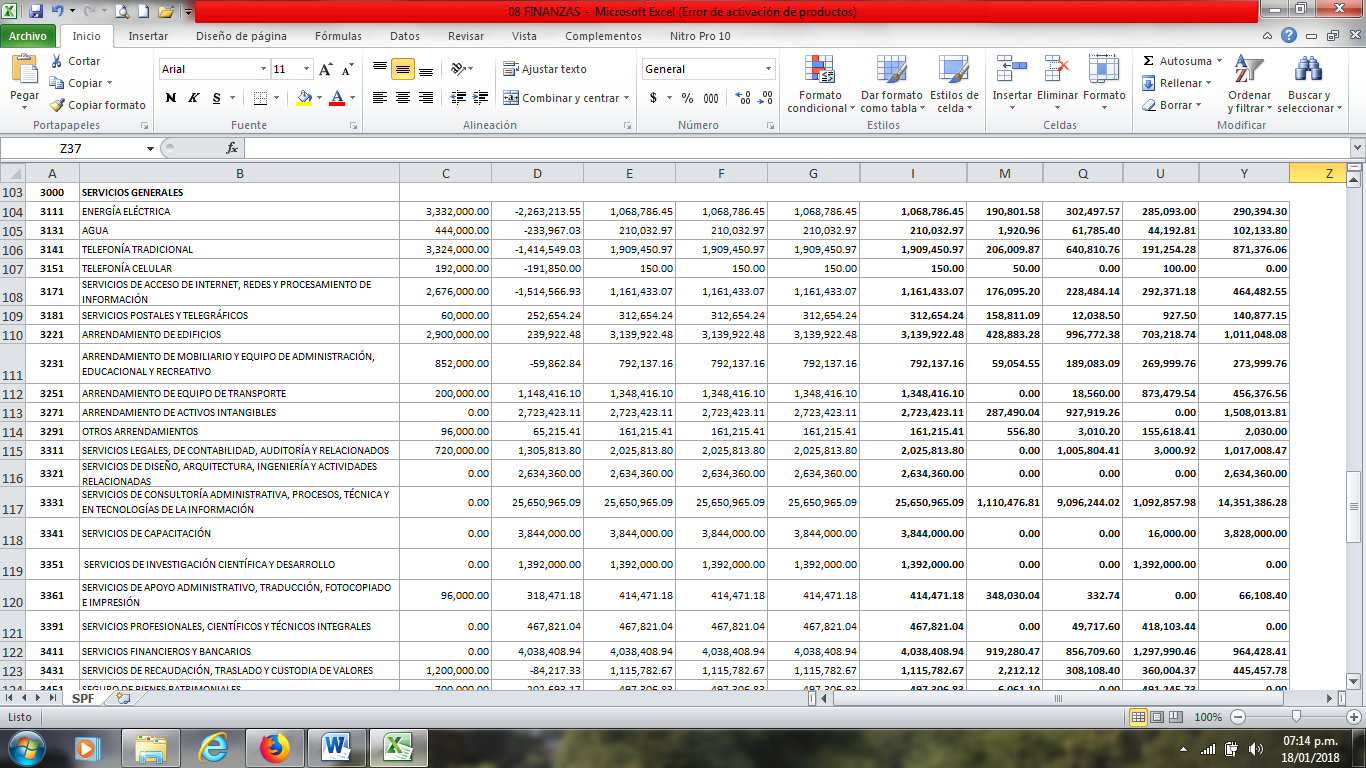 08 FINANZAS - Microsoft Excel (Error de activación de productos)
Archivo Inicio Insertar Diseño de página Fórmulas Datos Revisar Vista Complementos Nitro Pro 10
Pegar
Cortar
Copiar
Copiar formato
Portapapeles
Arial 11
N K S
Fuente
Ajustar texto
Combinar y centrar
Alineación
General
$ % 000
Número
Formato condicional
Dar formato como tabla
Estilos de celda
Estilos
Insertar Eliminar Formato
Celdas
Σ Autosuma
Rellenar
Borrar
Ordenar y filtrar
Buscar y seleccionar
Modificar
Z37 fx
A B C D E F G I M Q U Y Z
103 3000 SERVICIOS GENERALES
104 3111 ENERGÍA ELÉCTRICA 3,332,000.00 -2,263,213.55 1,068,786.45 1,068,786.45 1,068,786.45 1,068,786.45 190,801.58 302,497.57 285,093.00 290,394.30
105 3131 AGUA 444,000.00 -233,967.03 210,032.97 210,032.97 210,032.97 210,032.97 1,920.96 61,785.40 44,192.81 102,133.80
106 3141 TELEFONÍA TRADICIONAL 3,324,000.00 -1,414,549.03 1,909,450.97 1,909,450.97 1,909,450.97 1,909,450.97 206,009.87 640,810.76 191,254.28 871,376.06
107 3151 TELEFONÍA CELULAR 192,000.00 -191,850.00 150.00 150.00 150.00 150.00 50.00 0.00 100.00 0.00
108 3171 SERVICIOS DE ACCESO DE INTERNET, REDES Y PROCESAMIENTO DE
INFORMACIÓN 2,676,000.00 -1,514,566.93 1,161,433.07 1,161,433.07 1,161,433.07 1,161,433.07 176,095.20 228,484.14 292,371.18 464,482.55
109 3181 SERVICIOS POSTALES Y TELEGRÁFICOS 60,000.00 252,654.24 312,654.24 312,654.24 312,654.24 312,654.24 158,811.09 12,038.50 927.50 140,877.15
110 3221 ARRENDAMIENTO DE EDIFICIOS 2,900,000.00 239,922.48 3,139,922.48 3,139,922.48 3,139,922.48 3,139,922.48 428,883.28 996,772.38 703,218.74 1,011,048.08
111 3231 ARRENDAMIENTO DE MOBILIARIO Y EQUIPO DE ADMINISTRACIÓN,
EDUCACIONAL Y RECREATIVO 852,000.00 -59,862.84 792,137.16 792,137.16 792,137.16 792,137.16 59,054.55 189,083.09 269,999.76 273,999.76
112 3251 ARRENDAMIENTO DE EQUIPO DE TRANSPORTE 200,000.00 1,148,416.10 1,348,416.10 1,348,416.10 1,348,416.10 1,348,416.10 0.00 18,560.00 873,479.54 456,376.56
113 3271 ARRENDAMIENTO DE ACTIVOS INTANGIBLES 0.00 2,723,423.11 2,723,423.11 2,723,423.11 2,723,423.11 2,723,423.11 287,490.04 927,919.26 0.00 1,508,013.81
114 3291 OTROS ARRENDAMIENTOS 96,000.00 65,215.41 161,215.41 161,215.41 161,215.41 161,215.41 556.80 3,010.20 155,618.41 2,030.00
115 3311 SERVICIOS LEGALES, DE CONTABILIDAD, AUDITORÍA Y RELACIONADOS 720,000.00 1,305,813.80 2,025,813.80 2,025,813.80 2,025,813.80 2,025,813.80 0.00 1,005,804.41 3,000.92 1,017,008.47
116 3321 SERVICIOS DE DISEÑO, ARQUITECTURA, INGENIERÍA Y ACTIVIDADES
RELACIONADAS 0.00 2,634,360.00 2,634,360.00 2,634,360.00 2,634,360.00 2,634,360.00 0.00 0.00 0.00 2,634,360.00
117 3331 SERVICIOS DE CONSULTORÍA ADMINISTRATIVA, PROCESOS, TÉCNICA Y
EN TECNOLOGÍAS DE LA INFORMACIÓN 0.00 25,650,965.09 25,650,965.09 25,650,965.09 25,650,965.09 25,650,965.09 1,110,476.81 9,096,244.02 1,092,857.98 14,351,386.28
118 3341 SERVICIOS DE CAPACITACIÓN 0.00 3,844,000.00 3,844,000.00 3,844,000.00 3,844,000.00 3,844,000.00 0.00 0.00 16,000.00 3,828,000.00
119 3351 SERVICIOS DE INVESTIGACIÓN CIENTÍFICA Y DESARROLLO 0.00 1,392,000.00 1,392,000.00 1,392,000.00 1,392,000.00 1,392,000.00 0.00 0.00 1,392,000.00 0.00
120 3361 SERVICIOS DE APOYO ADMINISTRATIVO, TRADUCCIÓN, FOTOCOPIADO
E IMPRESIÓN 96,000.00 318,471.18 414,471.18 414,471.18 414,471.18 414,471.18 348,030.04 332.74 0.00 66,108.40
121 3391 SERVICIOS PROFESIONALES, CIENTÍFICOS Y TÉCNICOS INTEGRALES 0.00 467,821.04 467,821.04 467,821.04 467,821.04 467,821.04 0.00 49,717.60 418,103.44 0.00
122 3411 SERVICIOS FINANCIEROS Y BANCARIOS 0.00 4,038,408.94 4,038,408.94 4,038,408.94 4,038,408.94 4,038,408.94 919,280.47 856,709.60 1,297,990.46 964,428.41
123 3431 SERVICIOS DE RECAUDACIÓN, TRASLADO Y CUSTODIA DE VALORES 1,200,000.00 -84,217.33 1,115,782.67 1,115,782.67 1,115,782.67 1,115,782.67 2,212.12 308,108.40 360,004.37 445,457.78
124 3451 SEGURO DE BIENES PATRIMONIALES 700,000.00 -202,693.17 497,306.83 497,306.83 497,306.83 497,306.83 6,061.10 0.00 491,245.73 0.00
SPF
Listo 100%
07:14 p.m.
18/01/2018